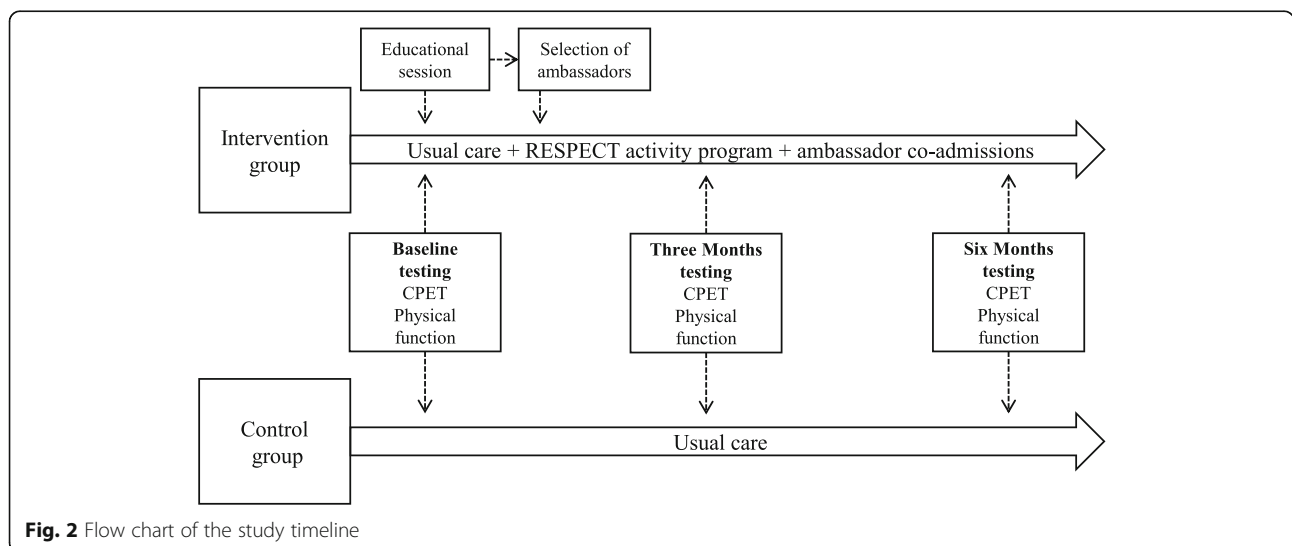 Educational
session
Selection of
ambassadors
Intervention
group
Usual care + RESPECT activity program + ambassador co-admissions
Baseline
testing
CPET
Physical
function
Three Months
testing
CPET
Physical
function
Six Months
testing
CPET
Physical
function
Control
group
Usual care
Fig. 2 Flow chart of the study timeline